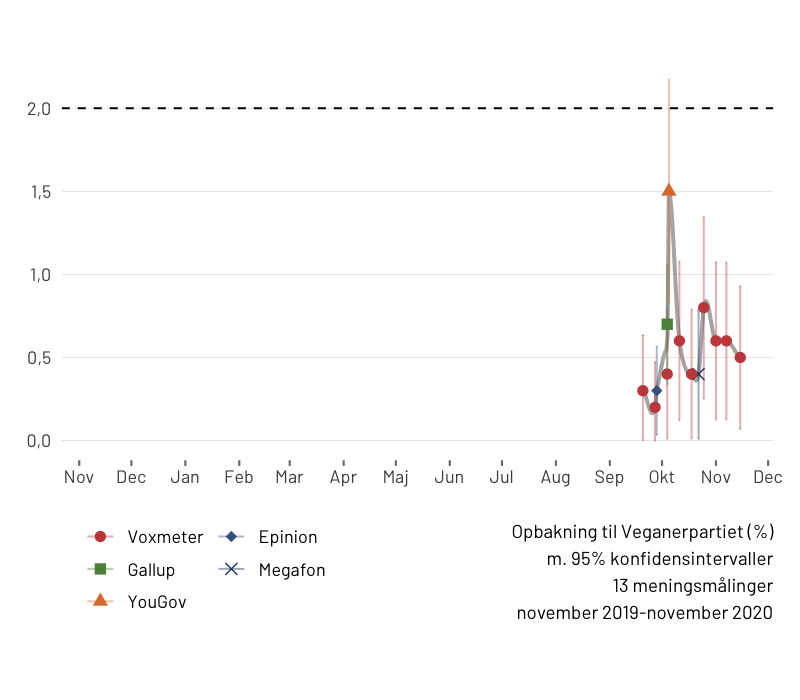 2,0
1,5
1,0
0,5
0,0
Nov Dec Jan Feb Mar Apr Maj Jun Jul Aug Sep Okt Nov Dec
Voxmeter Epinion
Gallup Megafon
YouGov
Opbakning til Veganerpartiet (%)
m. 95% konfidensintervaller
13 meningsmålinger
november 2019-november 2020